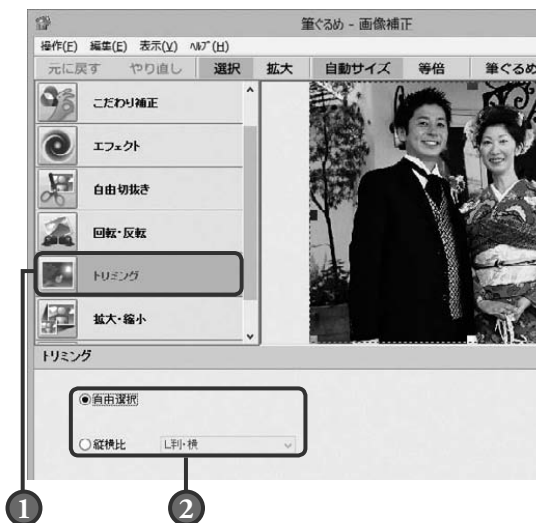 筆ぐるめ - 画像補正
操作(F) 編集(E) 表示(V) ﾍﾙﾌﾟ(H)
元に戻す やり直し 選択 拡大 自動サイズ 等倍 筆ぐるめ
こだわり補正
エフェクト
自由切抜き
回転・反転
トリミング
拡大・縮小
トリミング
自由選択
縦横比 L判・横
1 2